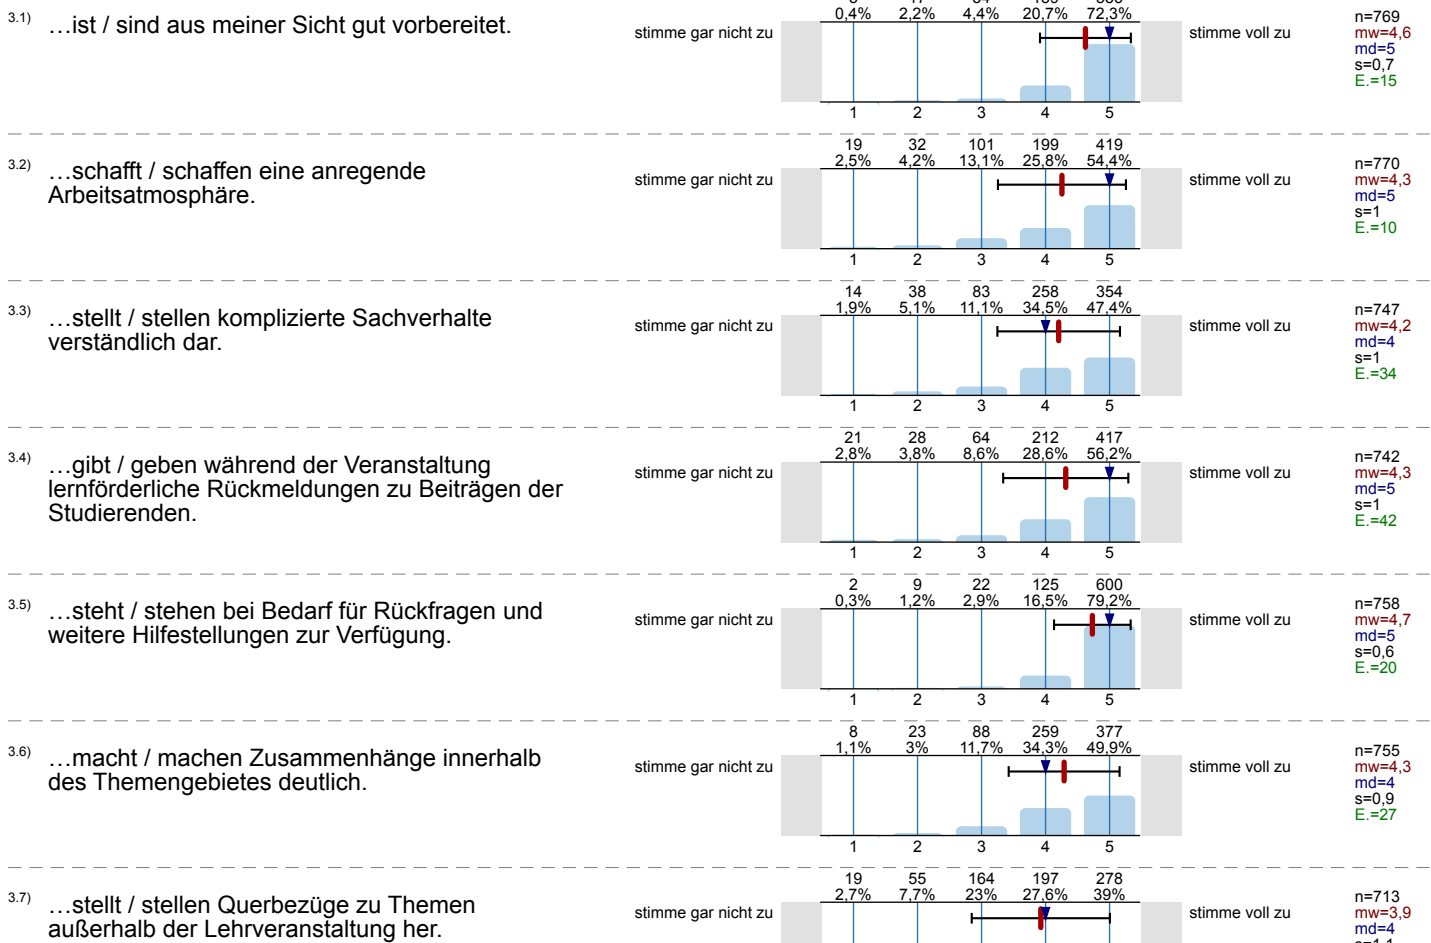 0,4% 2,2% 4,4% 20,7% 72,3%
3.1) …ist / sind aus meiner Sicht gut vorbereitet.
stimme gar nicht zu
stimme voll zu
n=769
mw=4,6
md=5
s=0,7
E.=15
1 2 3 4 5
19 32 101 199 419
2,5% 4,2% 13,1% 25,8% 54,4%
3.2) …schafft / schaffen eine anregende
Arbeitsatmosphäre.
stimme gar nicht zu
stimme voll zu
n=770
mw=4,3
md=5
s=1
E.=10
1 2 3 4 5
14 38 83 258 354
1,9% 5,1% 11,1% 34,5% 47,4%
3.3) …stellt / stellen komplizierte Sachverhalte
verständlich dar.
stimme gar nicht zu
stimme voll zu
n=747
mw=4,2
md=4
s=1
E.=34
1 2 3 4 5
21 28 64 212 417
2,8% 3,8% 8,6% 28,6% 56,2%
3.4) …gibt / geben während der Veranstaltung
lernförderliche Rückmeldungen zu Beiträgen der
Studierenden.
stimme gar nicht zu
stimme voll zu
n=742
mw=4,3
md=5
s=1
E.=42
1 2 3 4 5
2 9 22 125 600
0,3% 1,2% 2,9% 16,5% 79,2%
3.5) …steht / stehen bei Bedarf für Rückfragen und
weitere Hilfestellungen zur Verfügung.
stimme gar nicht zu
stimme voll zu
n=758
mw=4,7
md=5
s=0,6
E.=20
1 2 3 4 5
8 23 88 259 377
1,1% 3% 11,7% 34,3% 49,9%
3.6) …macht / machen Zusammenhänge innerhalb
des Themengebietes deutlich.
stimme gar nicht zu
stimme voll zu
n=755
mw=4,3
md=4
s=0,9
E.=27
1 2 3 4 5
19 55 164 197 278
2,7% 7,7% 23% 27,6% 39%
3.7) …stellt / stellen Querbezüge zu Themen
außerhalb der Lehrveranstaltung her.
stimme gar nicht zu
stimme voll zu
n=713
mw=3,9
md=4